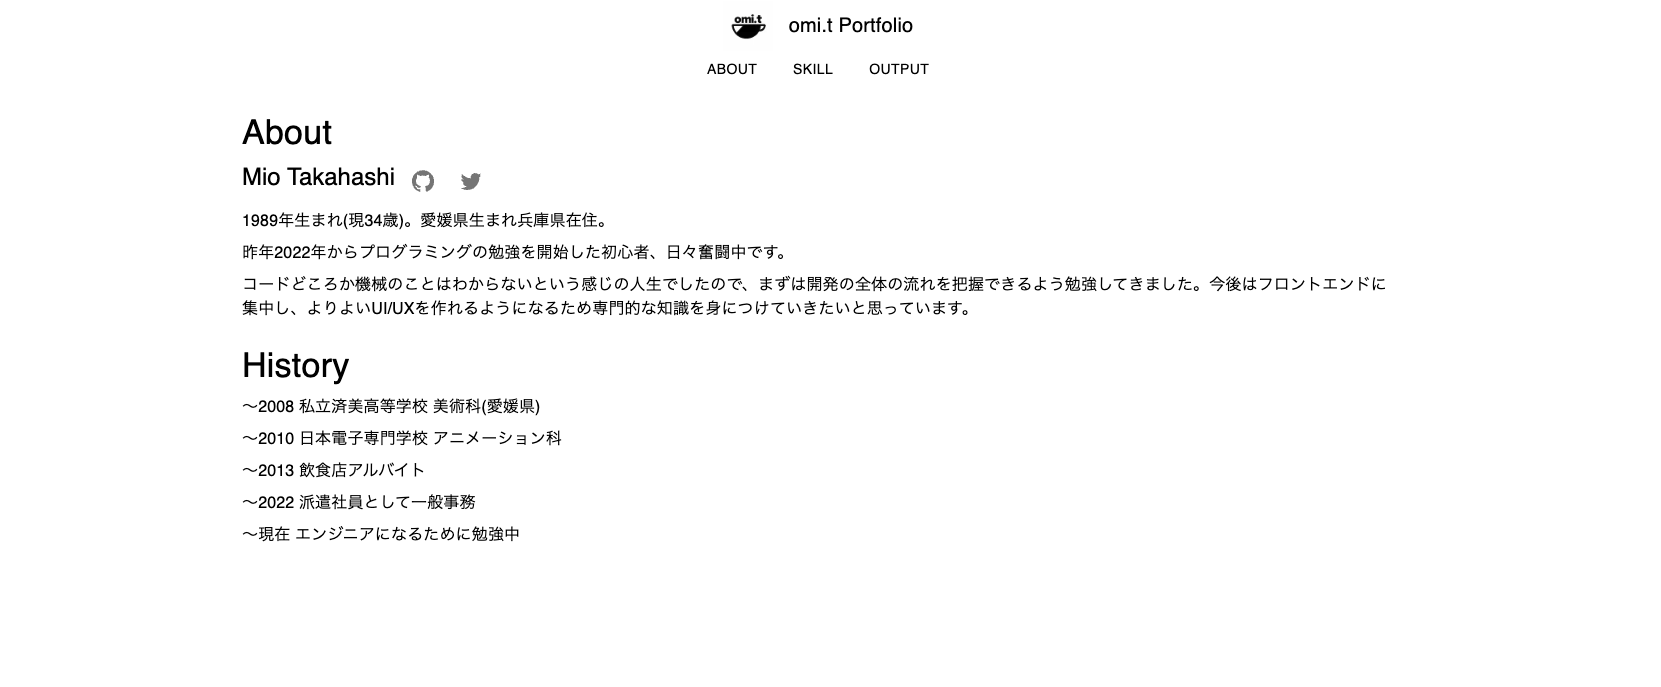 omi.t
omi.t Portfolio
ABOUT SKILL OUTPUT
About
Mio Takahashi
1989年生まれ(現34歳)。愛媛県生まれ兵庫県在住。
昨年2022年からプログラミングの勉強を開始した初心者、日々奮闘中です。
コードどころか機械のことはわからないという感じの人生でしたので、まずは開発の全体の流れを把握できるよう勉強してきました。今後はフロントエンドに
集中し、よりよいUI/UXを作れるようになるため専門的な知識を身につけていきたいと思っています。
History
〜2008 私立済美高等学校 美術科(愛媛県)
〜2010 日本電子専門学校 アニメーション科
〜2013 飲食店アルバイト
〜2022 派遣社員として一般事務
〜現在 エンジニアになるために勉強中